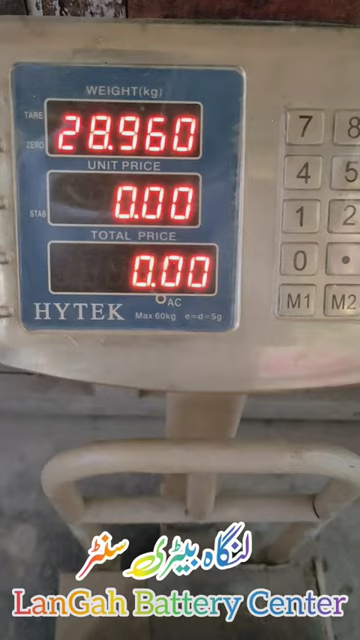 WEIGHT(kg)
TARE
28.960
ZERO
UNIT PRICE
0.00
STAB
TOTAL PRICE
0.00
AC
HYTEK Max 60kg e=d=5g
7 8
4 5
1 2
0 •
M1 M2
لنگاہ بیٹری سنٹر
LanGah Battery Center